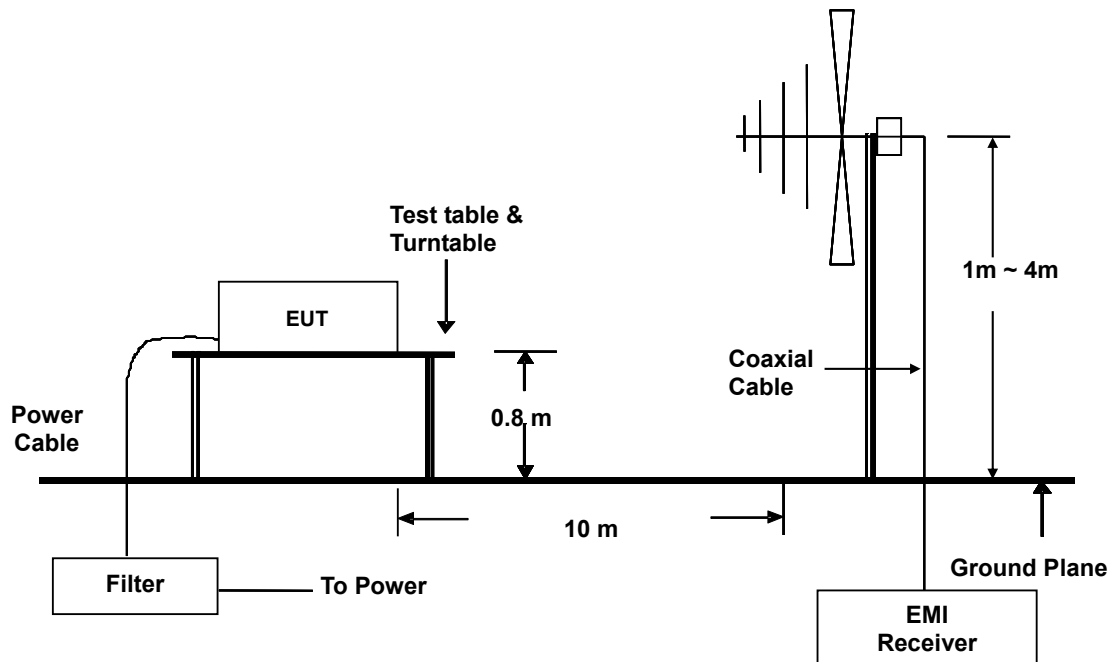 Test table &
Turntable
1m ~ 4m
EUT
Coaxial
Cable
0.8 m
Power
Cable
10 m
Filter
To Power
Ground Plane
EMI
Receiver